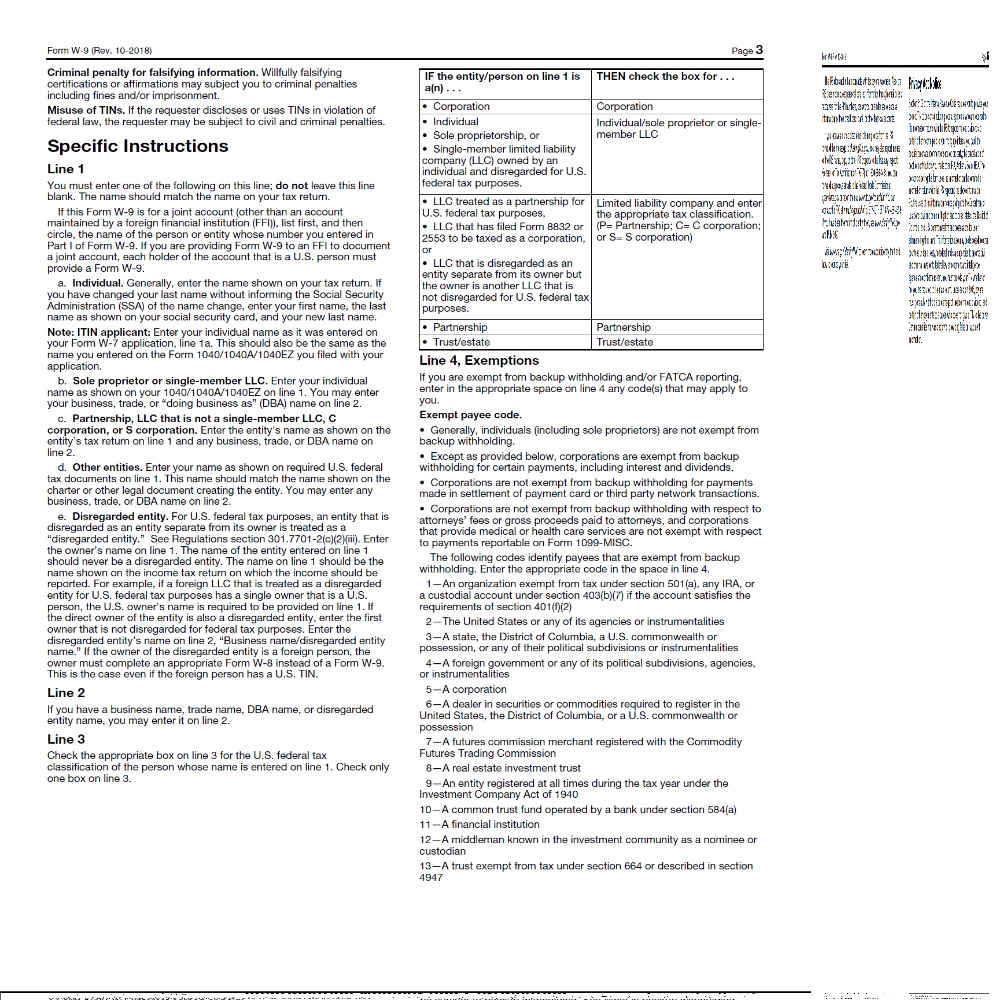 Form W-9 (Rev. 10-2018)
Page 3
Criminal penalty for falsifying information. Willfully falsifying
certifications or affirmations may subject you to criminal penalties
including fines and/or imprisonment.
Misuse of TINs. If the requester discloses or uses TINs in violation of
federal law, the requester may be subject to civil and criminal penalties.
Specific Instructions
Line 1
You must enter one of the following on this line; do not leave this line
blank. The name should match the name on your tax return.
If this Form W-9 is for a joint account (other than an account
maintained by a foreign financial institution (FFI)), list first, and then
circle, the name of the person or entity whose number you entered in
Part I of Form W-9. If you are providing Form W-9 to an FFI to document
a joint account, each holder of the account that is a U.S. person must
provide a Form W-9.
a. Individual. Generally, enter the name shown on your tax return. If
you have changed your last name without informing the Social Security
Administration (SSA) of the name change, enter your first name, the last
name as shown on your social security card, and your new last name.
Note: ITIN applicant: Enter your individual name as it was entered on
your Form W-7 application, line 1a. This should also be the same as the
name you entered on the Form 1040/1040A/1040EZ you filed with your
application.
b. Sole proprietor or single-member LLC. Enter your individual
name as shown on your 1040/1040A/1040EZ on line 1. You may enter
your business, trade, or “doing business as” (DBA) name on line 2.
c. Partnership, LLC that is not a single-member LLC, C
corporation, or S corporation. Enter the entity's name as shown on the
entity's tax return on line 1 and any business, trade, or DBA name on
line 2.
d. Other entities. Enter your name as shown on required U.S. federal
tax documents on line 1. This name should match the name shown on the
charter or other legal document creating the entity. You may enter any
business, trade, or DBA name on line 2.
e. Disregarded entity. For U.S. federal tax purposes, an entity that is
disregarded as an entity separate from its owner is treated as a
“disregarded entity.” See Regulations section 301.7701-2(c)(2)(iii). Enter
the owner's name on line 1. The name of the entity entered on line 1
should never be a disregarded entity. The name on line 1 should be the
name shown on the income tax return on which the income should be
reported. For example, if a foreign LLC that is treated as a disregarded
entity for U.S. federal tax purposes has a single owner that is a U.S.
person, the U.S. owner's name is required to be provided on line 1. If
the direct owner of the entity is also a disregarded entity, enter the first
owner that is not disregarded for federal tax purposes. Enter the
disregarded entity's name on line 2, “Business name/disregarded entity
name.” If the owner of the disregarded entity is a foreign person, the
owner must complete an appropriate Form W-8 instead of a Form W-9.
This is the case even if the foreign person has a U.S. TIN.
Line 2
If you have a business name, trade name, DBA name, or disregarded
entity name, you may enter it on line 2.
Line 3
Check the appropriate box on line 3 for the U.S. federal tax
classification of the person whose name is entered on line 1. Check only
one box on line 3.
IF the entity/person on line 1 is
a(n) . . .
THEN check the box for . . .
• Corporation
Corporation
• Individual
• Sole proprietorship, or
• Single-member limited liability
company (LLC) owned by an
individual and disregarded for U.S.
federal tax purposes.
Individual/sole proprietor or single-
member LLC
• LLC treated as a partnership for
U.S. federal tax purposes,
• LLC that has filed Form 8832 or
2553 to be taxed as a corporation,
or
• LLC that is disregarded as an
entity separate from its owner but
the owner is another LLC that is
not disregarded for U.S. federal tax
purposes.
Limited liability company and enter
the appropriate tax classification.
(P= Partnership; C= C corporation;
or S= S corporation)
• Partnership
Partnership
• Trust/estate
Trust/estate
Line 4, Exemptions
If you are exempt from backup withholding and/or FATCA reporting,
enter in the appropriate space on line 4 any code(s) that may apply to
you.
Exempt payee code.
• Generally, individuals (including sole proprietors) are not exempt from
backup withholding.
• Except as provided below, corporations are exempt from backup
withholding for certain payments, including interest and dividends.
• Corporations are not exempt from backup withholding for payments
made in settlement of payment card or third party network transactions.
• Corporations are not exempt from backup withholding with respect to
attorneys' fees or gross proceeds paid to attorneys, and corporations
that provide medical or health care services are not exempt with respect
to payments reportable on Form 1099-MISC.
The following codes identify payees that are exempt from backup
withholding. Enter the appropriate code in the space in line 4.
1—An organization exempt from tax under section 501(a), any IRA, or
a custodial account under section 403(b)(7) if the account satisfies the
requirements of section 401(f)(2)
2—The United States or any of its agencies or instrumentalities
3—A state, the District of Columbia, a U.S. commonwealth or
possession, or any of their political subdivisions or instrumentalities
4—A foreign government or any of its political subdivisions, agencies,
or instrumentalities
5—A corporation
6—A dealer in securities or commodities required to register in the
United States, the District of Columbia, or a U.S. commonwealth or
possession
7—A futures commission merchant registered with the Commodity
Futures Trading Commission
8—A real estate investment trust
9—An entity registered at all times during the tax year under the
Investment Company Act of 1940
10—A common trust fund operated by a bank under section 584(a)
11—A financial institution
12—A middleman known in the investment community as a nominee or
custodian
13—A trust exempt from tax under section 664 or described in section
4947
Privacy Act Notice